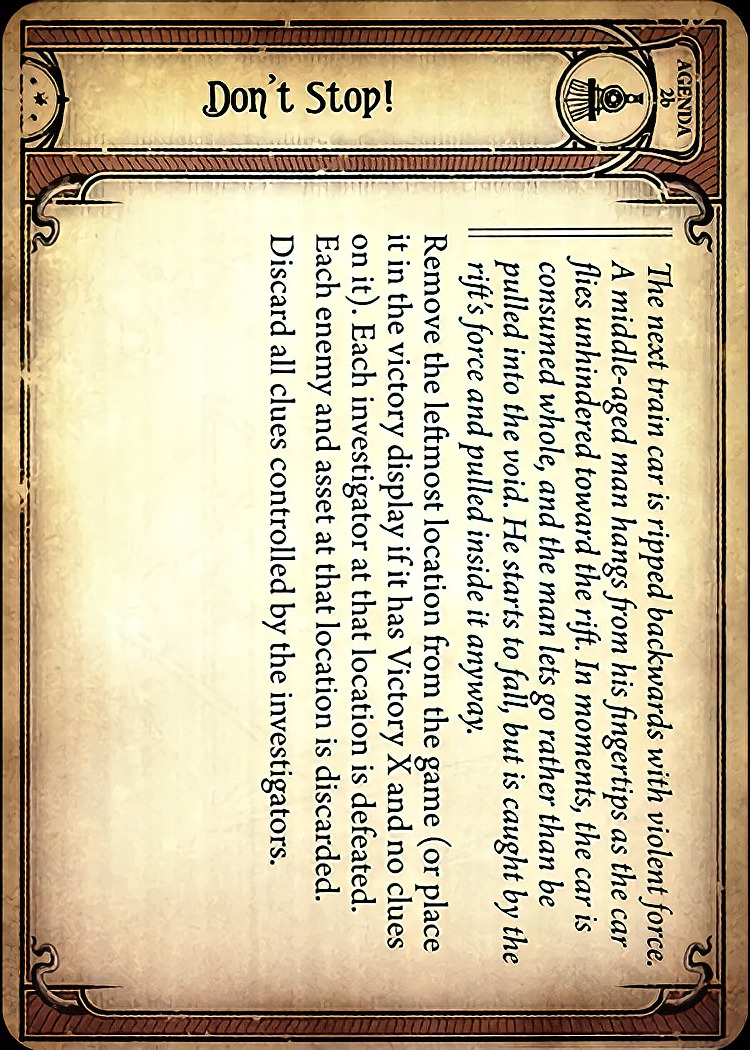 AGENDA
2b
Don't Stop!
The next train car is ripped backwards with violent force.
A middle-aged man hangs from his fingertips as the car
flies unhindered toward the rift. In moments, the car is
consumed whole, and the man lets go rather than be
pulled into the void. He starts to fall, but is caught by the
rift's force and pulled inside it anyway.
Remove the leftmost location from the game (or place
it in the victory display if it has Victory X and no clues
on it). Each investigator at that location is defeated.
Each enemy and asset at that location is discarded.
Discard all clues controlled by the investigators.